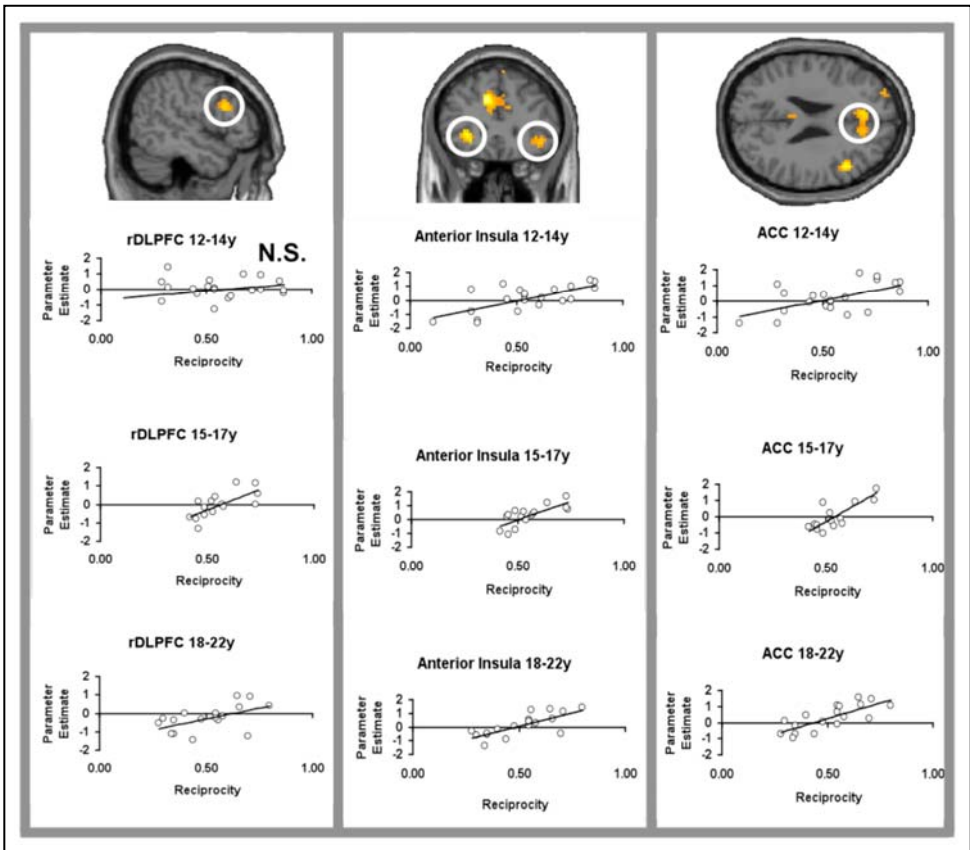 rDLPFC 12-14y
N.S.
Parameter
Estimate
2
1
0
-1
-2
0.00
0.50
1.00
Reciprocity
rDLPFC 15-17y
Parameter
Estimate
2
1
0
-1
-2
0.00
0.50
1.00
Reciprocity
rDLPFC 18-22y
Parameter
Estimate
2
1
0
-1
-2
0.00
0.50
1.00
Reciprocity
Anterior Insula 12-14y
Parameter
Estimate
2
1
0
-1
-2
0.00
0.50
1.00
Reciprocity
Anterior Insula 15-17y
Parameter
Estimate
2
1
0
-1
-2
0.00
0.50
1.00
Reciprocity
Anterior Insula 18-22y
Parameter
Estimate
2
1
0
-1
-2
0.00
0.50
1.00
Reciprocity
ACC 12-14y
Parameter
Estimate
2
1
0
-1
-2
0.00
0.50
1.00
Reciprocity
ACC 15-17y
Parameter
Estimate
2
1
0
-1
-2
0.00
0.50
1.00
Reciprocity
ACC 18-22y
Parameter
Estimate
2
1
0
-1
-2
0.00
0.50
1.00
Reciprocity